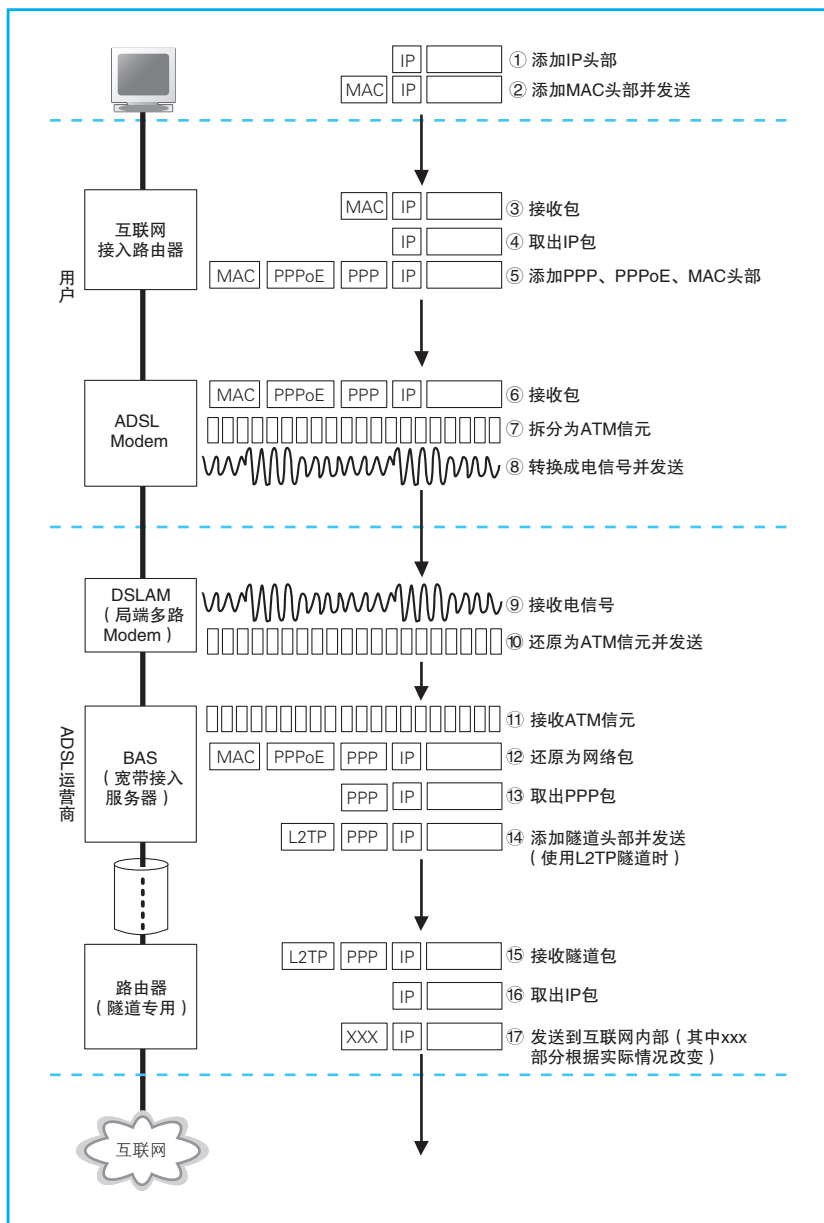 IP ① 添加IP头部
MAC IP ② 添加MAC头部并发送
用户
互联网
接入路由器
MAC IP ③ 接收包
IP ④ 取出IP包
MAC PPPoE PPP IP ⑤ 添加PPP、PPPoE、MAC头部
ADSL
Modem
MAC PPPoE PPP IP ⑥ 接收包
⑦ 拆分为ATM信元
⑧ 转换成电信号并发送
ADSL运营商
DSLAM
（局端多路
Modem）
⑨ 接收电信号
⑩ 还原为ATM信元并发送
BAS
（宽带接入
服务器）
⑪ 接收ATM信元
MAC PPPoE PPP IP ⑫ 还原为网络包
PPP IP ⑬ 取出PPP包
L2TP PPP IP ⑭ 添加隧道头部并发送
（使用L2TP隧道时）
路由器
（隧道专用）
L2TP PPP IP ⑮ 接收隧道包
IP ⑯ 取出IP包
XXX IP ⑰ 发送到互联网内部（其中xxx
部分根据实际情况改变）
互联网